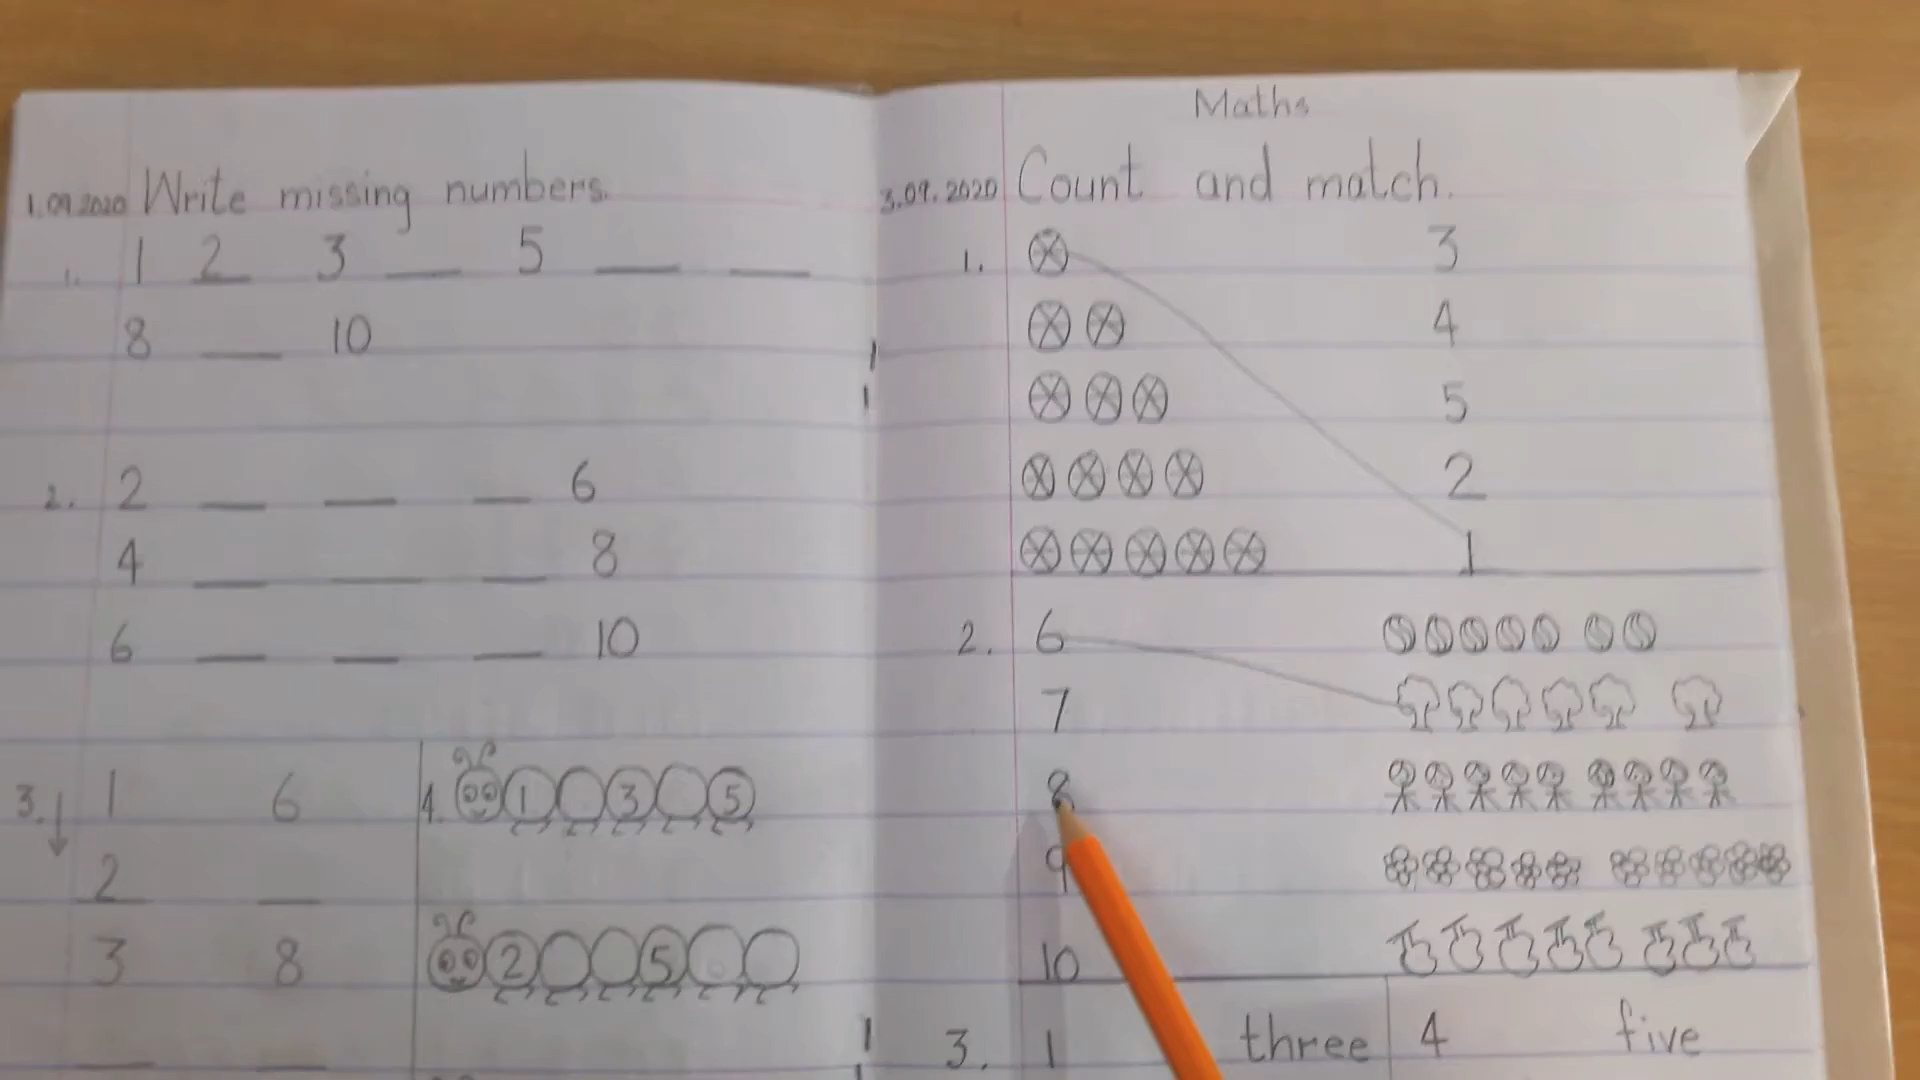 1.09.2020 Write missing numbers.
1. 1 2 3 __ 5 __ __
8 __ 10
2. 2 __ __ __ 6
4 __ __ __ 8
6 __ __ __ 10
3. 1 6
2 __
3 8
4. 1 3 5
2 5
Maths
3.09.2020 Count and match.
1. 3
4
5
2
1
2. 6
7
8
9
10
3. 1 three 4 five